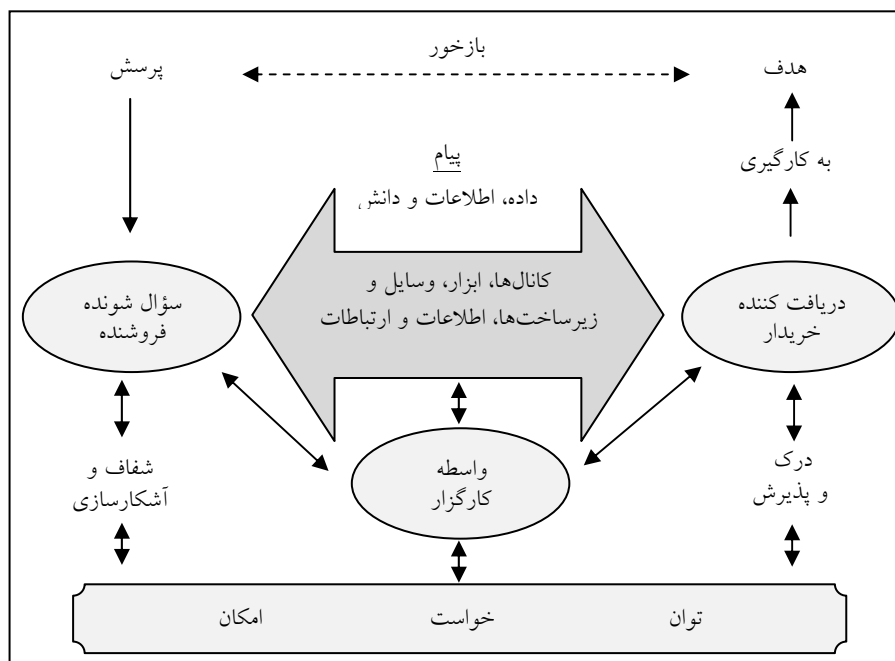 بازخور
هدف
پرسش
پیام
به کارگیری
داده، اطلاعات و دانش
کانال‌ها، ابزار، وسایل و
زیرساخت‌ها، اطلاعات و ارتباطات
دریافت کننده
خریدار
سؤال شونده
فروشنده
واسطه
کارگزار
درک
و پذیرش
شفاف و
آشکارسازی
توان
خواست
امکان